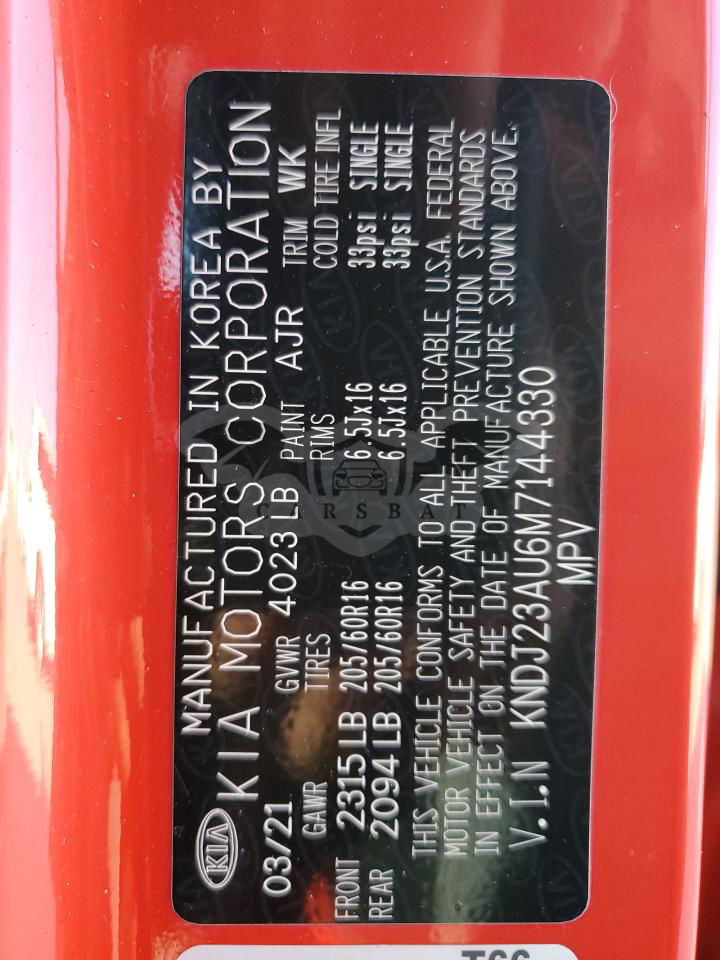 KIA MANUFACTURED IN KOREA BY
KIA MOTORS CORPORATION
03/21 GVWR 4023 LB PAINT AJR TRIM WK
GAWR TIRES RIMS COLD TIRE INFL
FRONT 2315 LB 205/60R16 6.5Jx16 33psi SINGLE
REAR 2094 LB 205/60R16 6.5Jx16 33psi SINGLE
THIS VEHICLE CONFORMS TO ALL APPLICABLE U.S.A. FEDERAL
MOTOR VEHICLE SAFETY AND THEFT PREVENTION STANDARDS
IN EFFECT ON THE DATE OF MANUFACTURE SHOWN ABOVE.
V.I.N KNDJ23AU6M7144330
MPV
CARSBAT